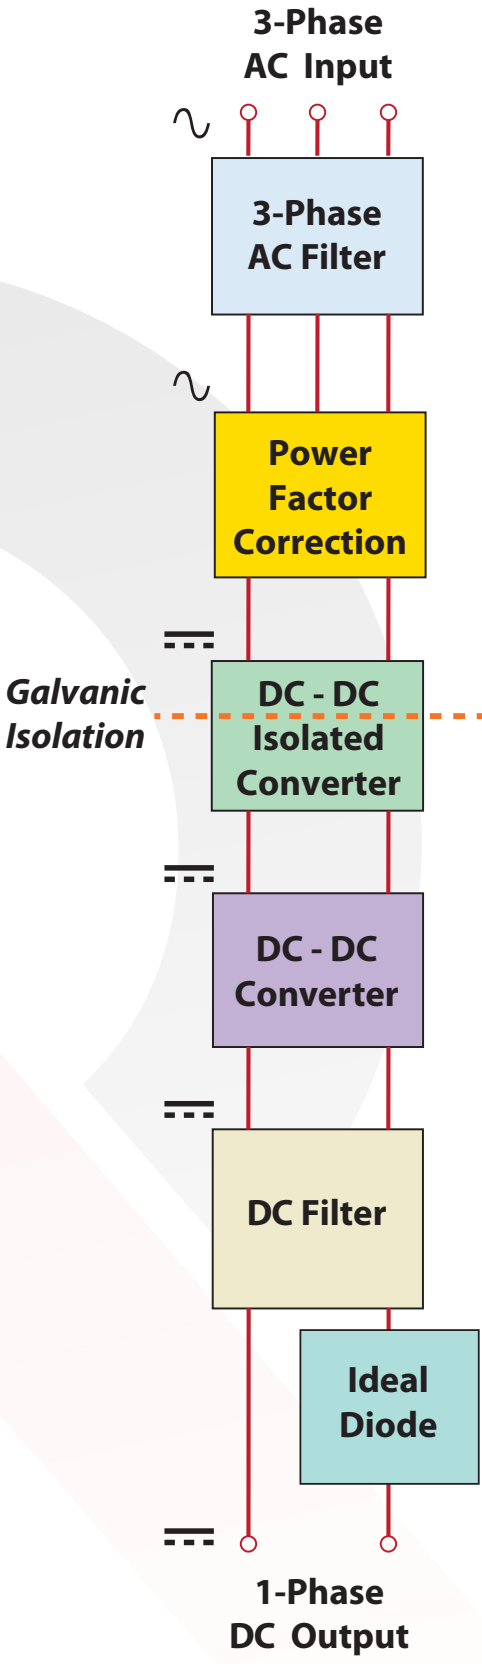 3-Phase
AC Input
3-Phase
AC Filter
Power
Factor
Correction
Galvanic
Isolation
DC - DC
Isolated
Converter
DC - DC
Converter
DC Filter
Ideal
Diode
1-Phase
DC Output